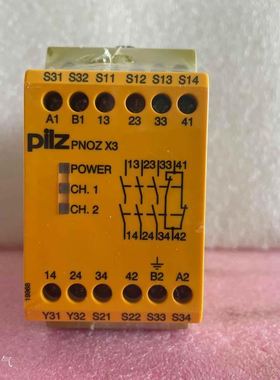 S31 S32 S11 S12 S13 S14
A1 B1 13 23 33 41
pilz PNOZ X3
POWER
CH. 1
CH. 2
13 23 33 41
14 24 34 42
14 24 34 42 B2 A2
Y31 Y32 S21 S22 S33 S34